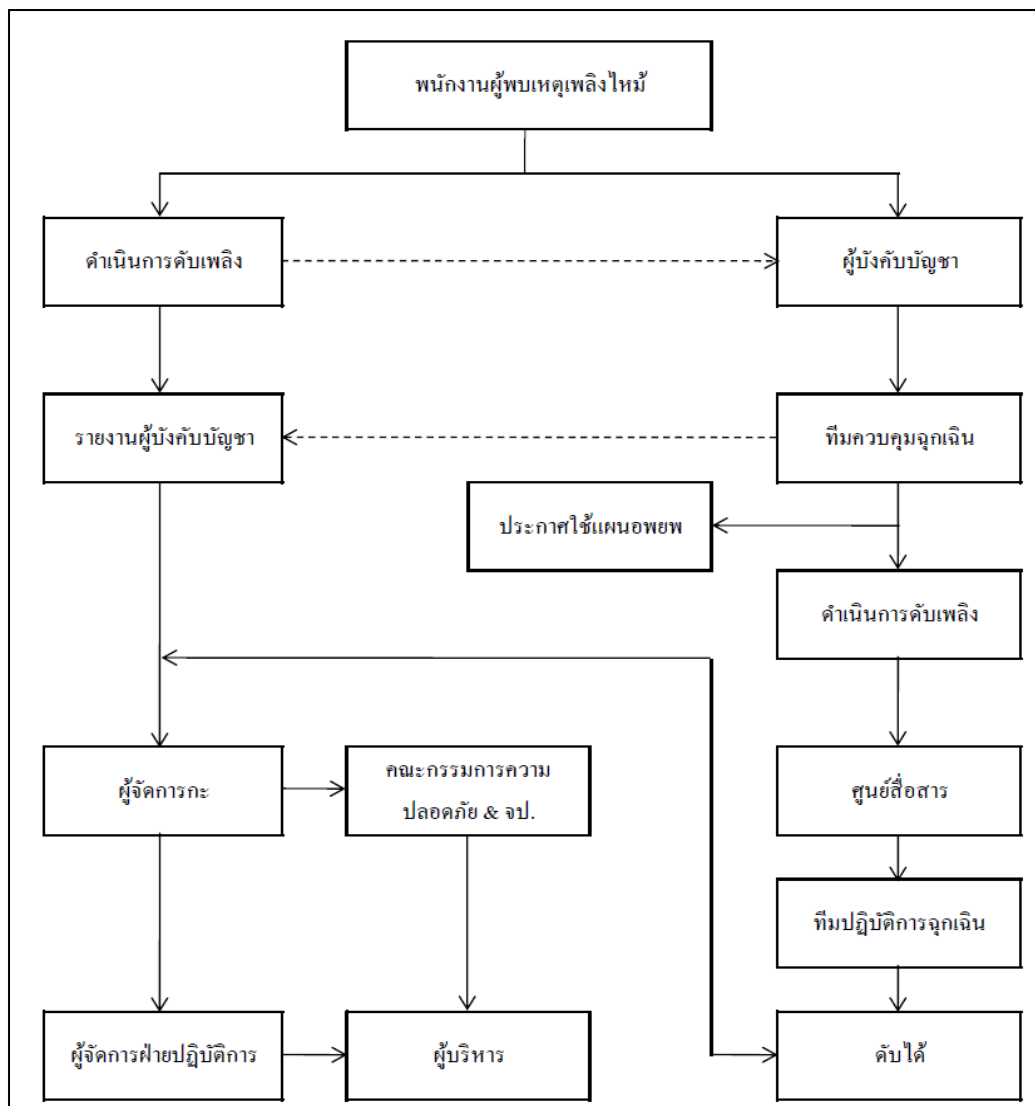 พนักงานผู้พบเหตุเพลิงไหม้
ดำเนินการดับเพลิง
ผู้บังคับบัญชา
รายงานผู้บังคับบัญชา
ทีมควบคุมฉุกเฉิน
ประกาศใช้แผนอพยพ
ดำเนินการดับเพลิง
ผู้จัดการกะ
คณะกรรมการความ
ปลอดภัย & จป.
ศูนย์สื่อสาร
ทีมปฏิบัติการฉุกเฉิน
ผู้จัดการฝ่ายปฏิบัติการ
ผู้บริหาร
ดับได้